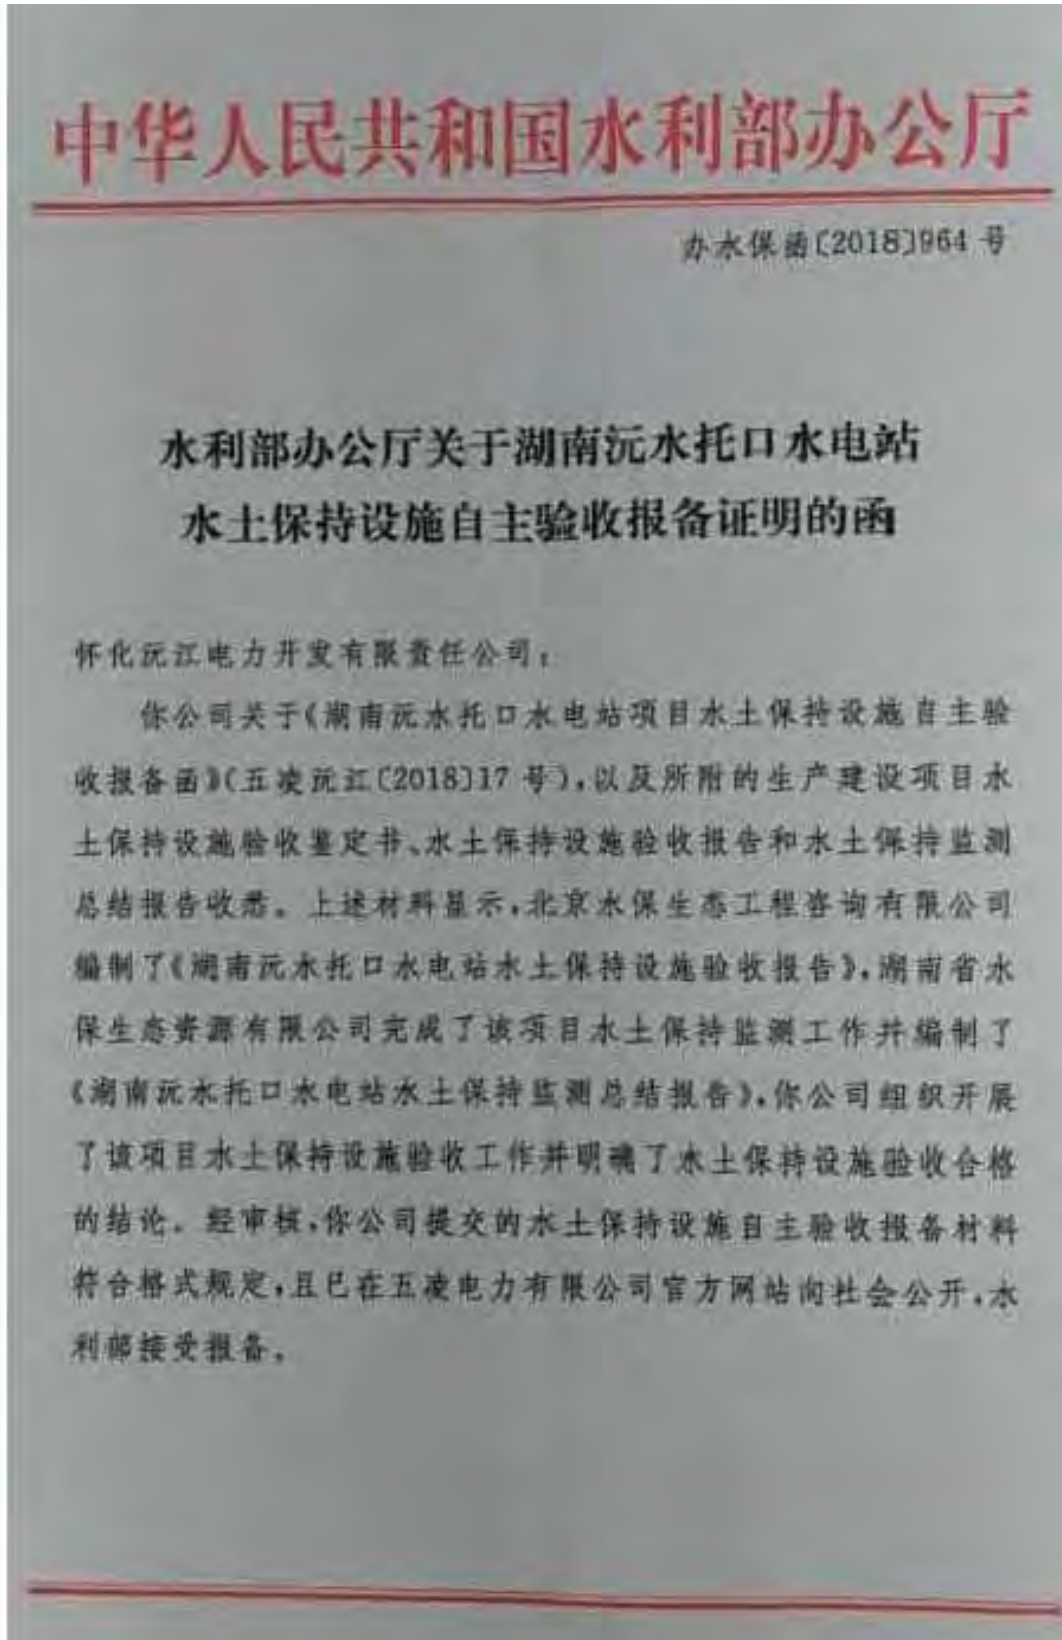 中华人民共和国水利部办公厅
办水保函〔2018〕964 号
水利部办公厅关于湖南沅水托口水电站
水土保持设施自主验收报备证明的函
怀化沅江电力开发有限责任公司：
你公司关于《湖南沅水托口水电站项目水土保持设施自主验
收报备函》（五凌沅江〔2018〕17 号），以及所附的生产建设项目水
土保持设施验收鉴定书、水土保持设施验收报告和水土保持监测
总结报告收悉。上述材料显示，北京水保生态工程咨询有限公司
编制了《湖南沅水托口水电站水土保持设施验收报告》，湖南省水
保生态资源有限公司完成了该项目水土保持监测工作并编制了
《湖南沅水托口水电站水土保持监测总结报告》，你公司组织开展
了该项目水土保持设施验收工作并明确了水土保持设施验收合格
的结论。经审核，你公司提交的水土保持设施自主验收报备材料
符合格式规定，且已在五凌电力有限公司官方网站向社会公开，水
利部接受报备。